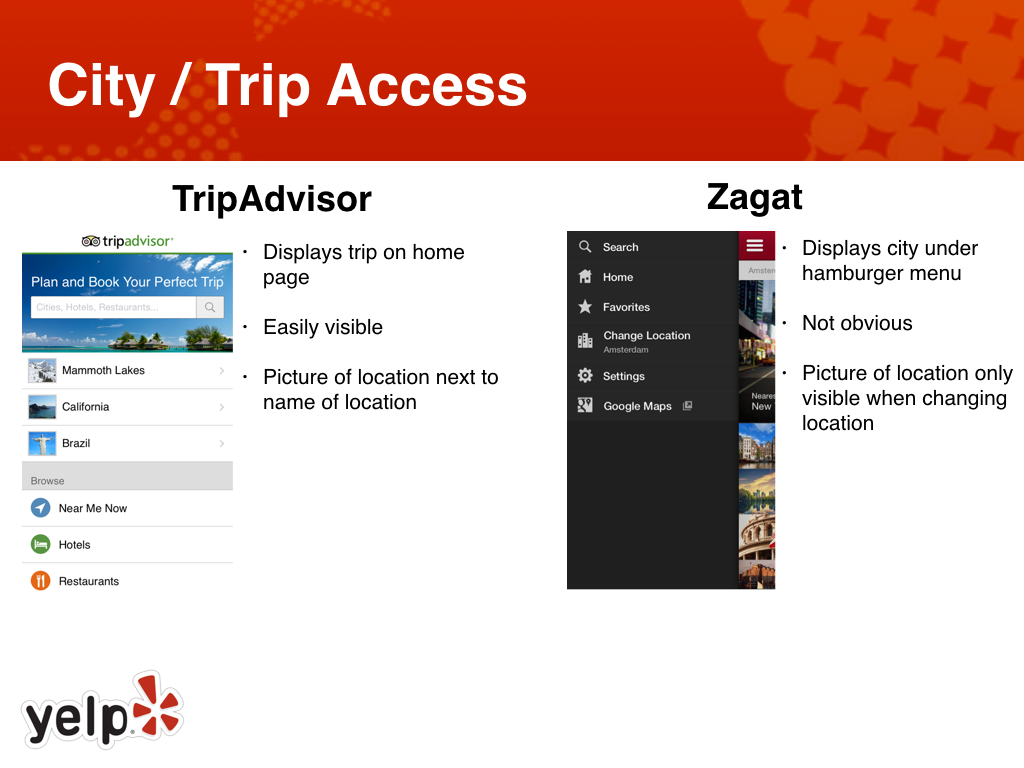 City / Trip Access
TripAdvisor
tripadvisor®
Plan and Book Your Perfect Trip
Cities, Hotels, Restaurants...
Mammoth Lakes
California
Brazil
Browse
Near Me Now
Hotels
Restaurants
• Displays trip on home
page
• Easily visible
• Picture of location next to
name of location
Zagat
Search
Home
Favorites
Change Location
Amsterdam
Settings
Google Maps
Amster
Neares
New
• Displays city under
hamburger menu
• Not obvious
• Picture of location only
visible when changing
location
yelp®